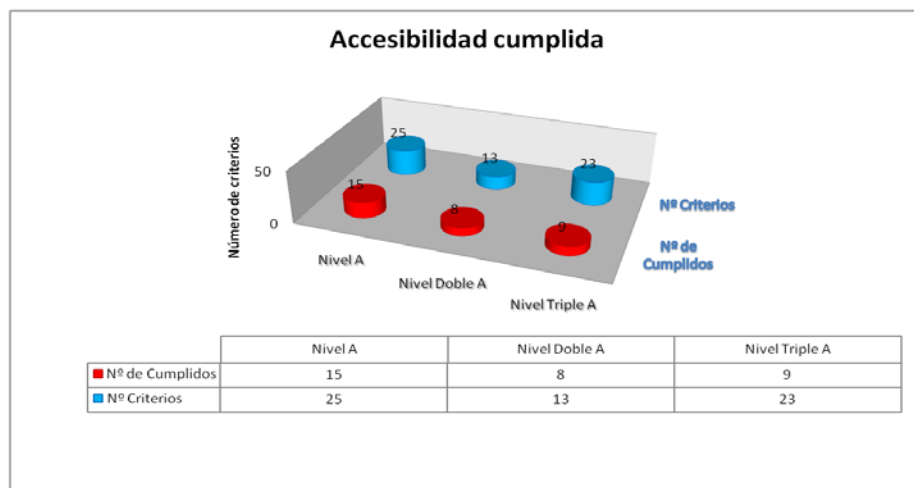 Accesibilidad cumplida
Número de criterios
50
0
25
13
23
15
8
9
Nº Criterios
Nº de
Cumplidos
Nivel A
Nivel Doble A
Nivel Triple A
Nivel A Nivel Doble A Nivel Triple A
Nº de Cumplidos 15 8 9
Nº Criterios 25 13 23